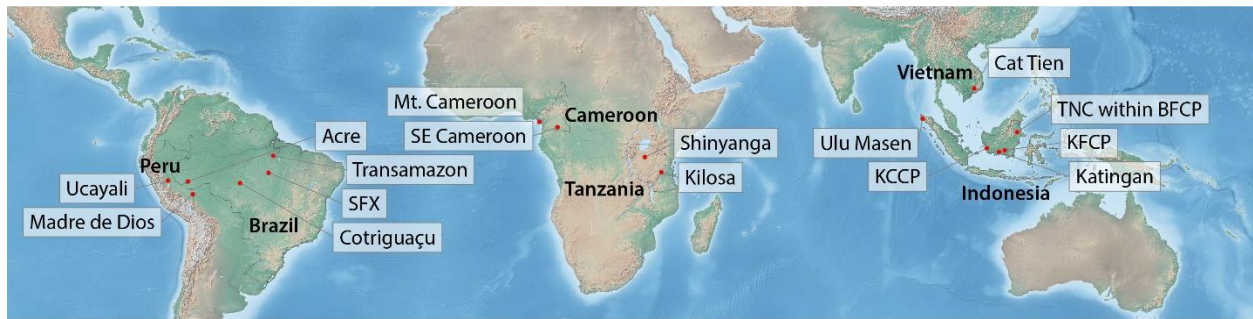 Peru
Ucayali
Madre de Dios
Brazil
Acre
Transamazon
SFX
Cotriguaçu
Mt. Cameroon
SE Cameroon
Cameroon
Tanzania
Shinyanga
Kilosa
Vietnam
Cat Tien
Ulu Masen
KCCP
Indonesia
TNC within BFCP
KFCP
Katingan